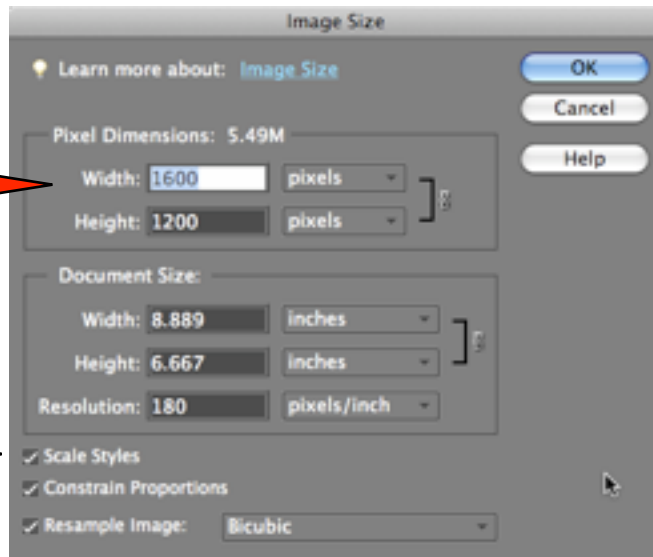 Image Size
Learn more about: Image Size
OK
Cancel
Help
Pixel Dimensions: 5.49M
Width: 1600 pixels
Height: 1200 pixels
Document Size:
Width: 8.889 inches
Height: 6.667 inches
Resolution: 180 pixels/inch
Scale Styles
Constrain Proportions
Resample Image: Bicubic